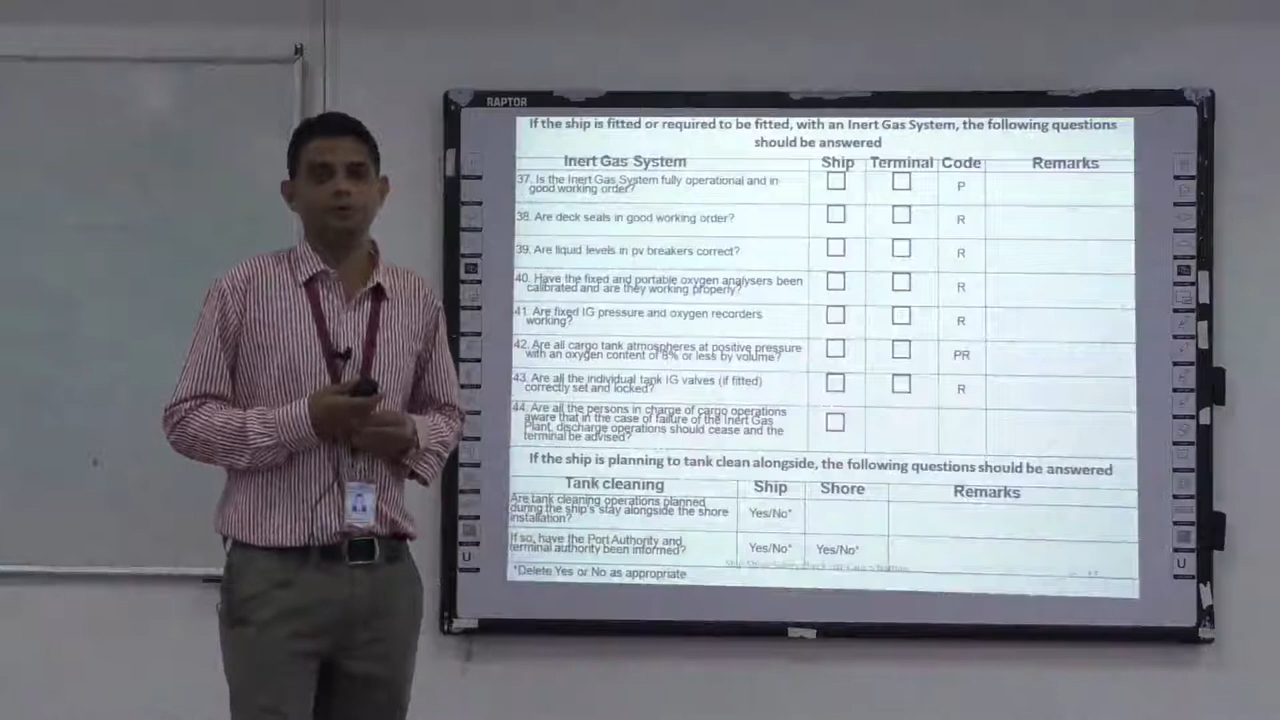 RAPTOR
If the ship is fitted or required to be fitted, with an Inert Gas System, the following questions
should be answered
Inert Gas System Ship Terminal Code Remarks
37. Is the Inert Gas System fully operational and in
good working order? P
38. Are deck seals in good working order? R
39. Are liquid levels in pv breakers correct? R
40. Have the fixed and portable oxygen analysers been
calibrated and are they working properly? R
41. Are fixed IG pressure and oxygen recorders
working? R
42. Are all cargo tank atmospheres at positive pressure
with an oxygen content of 8% or less by volume? PR
43. Are all the individual tank IG valves (if fitted)
correctly set and locked? R
44. Are all the persons in charge of cargo operations
aware that in the case of failure of the Inert Gas
Plant, discharge operations should cease and the
terminal be advised?
If the ship is planning to tank clean alongside, the following questions should be answered
Tank cleaning Ship Shore Remarks
Are tank cleaning operations planned
during the ship's stay alongside the shore
installation? Yes/No*
If so, have the Port Authority and
terminal authority been informed? Yes/No* Yes/No*
*Delete Yes or No as appropriate
U
U